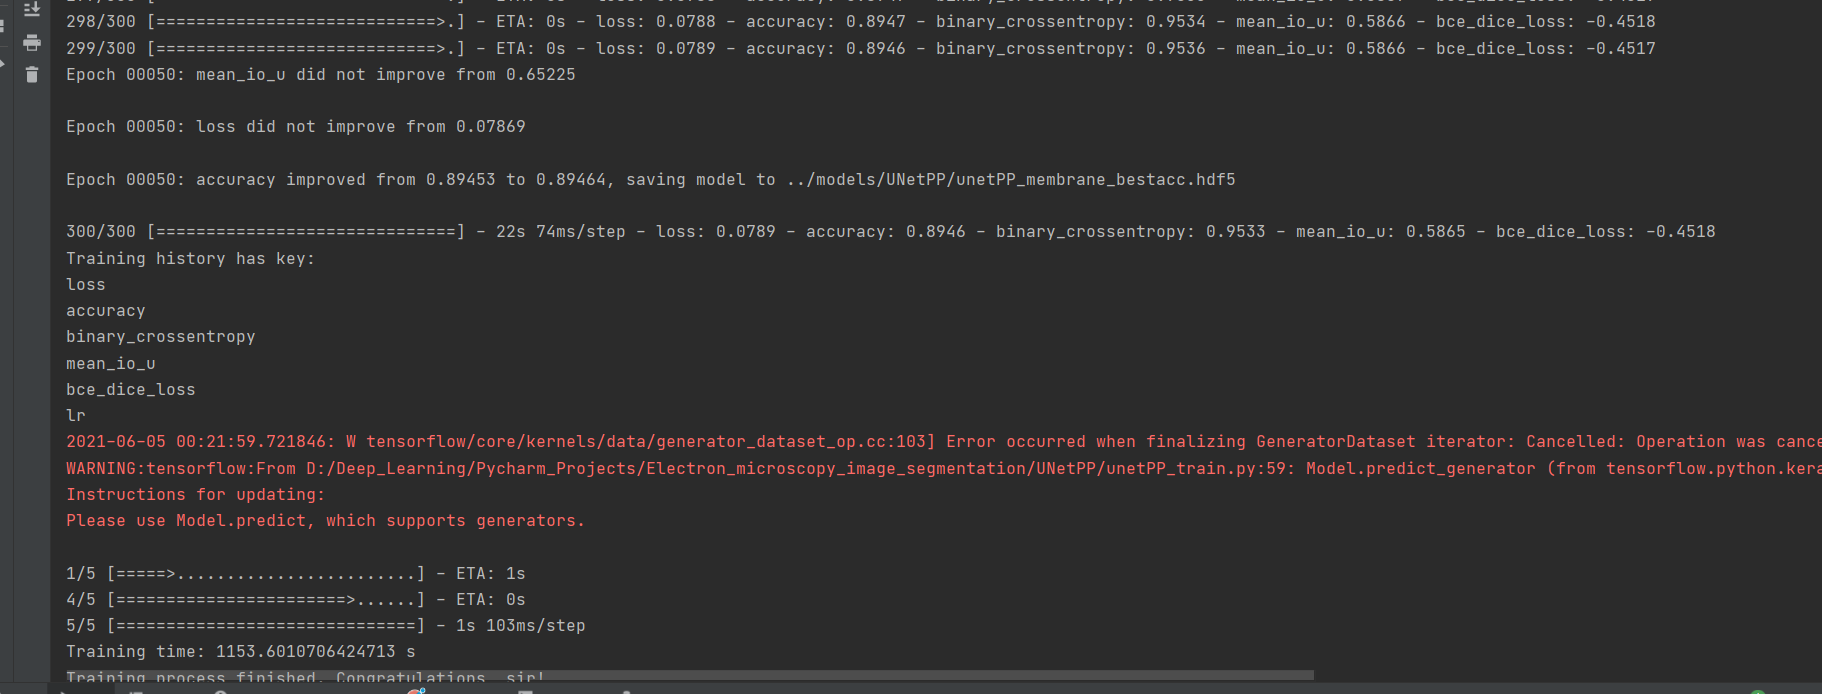 298/300 [============================>.] - ETA: 0s - loss: 0.0788 - accuracy: 0.8947 - binary_crossentropy: 0.9534 - mean_io_u: 0.5866 - bce_dice_loss: -0.4518
299/300 [============================>.] - ETA: 0s - loss: 0.0789 - accuracy: 0.8946 - binary_crossentropy: 0.9536 - mean_io_u: 0.5866 - bce_dice_loss: -0.4517
Epoch 00050: mean_io_u did not improve from 0.65225
Epoch 00050: loss did not improve from 0.07869
Epoch 00050: accuracy improved from 0.89453 to 0.89464, saving model to ../models/UNetPP/unetPP_membrane_bestacc.hdf5
300/300 [==============================] - 22s 74ms/step - loss: 0.0789 - accuracy: 0.8946 - binary_crossentropy: 0.9533 - mean_io_u: 0.5865 - bce_dice_loss: -0.4518
Training history has key:
loss
accuracy
binary_crossentropy
mean_io_u
bce_dice_loss
lr
2021-06-05 00:21:59.721846: W tensorflow/core/kernels/data/generator_dataset_op.cc:103] Error occurred when finalizing GeneratorDataset iterator: Cancelled: Operation was cance
WARNING:tensorflow:From D:/Deep_Learning/Pycharm_Projects/Electron_microscopy_image_segmentation/UNetPP/unetPP_train.py:59: Model.predict_generator (from tensorflow.python.kera
Instructions for updating:
Please use Model.predict, which supports generators.
1/5 [=====>........................] - ETA: 1s
4/5 [=======================>......] - ETA: 0s
5/5 [==============================] - 1s 103ms/step
Training time: 1153.6010706424713 s
Training process finished. Congratulations, sir!